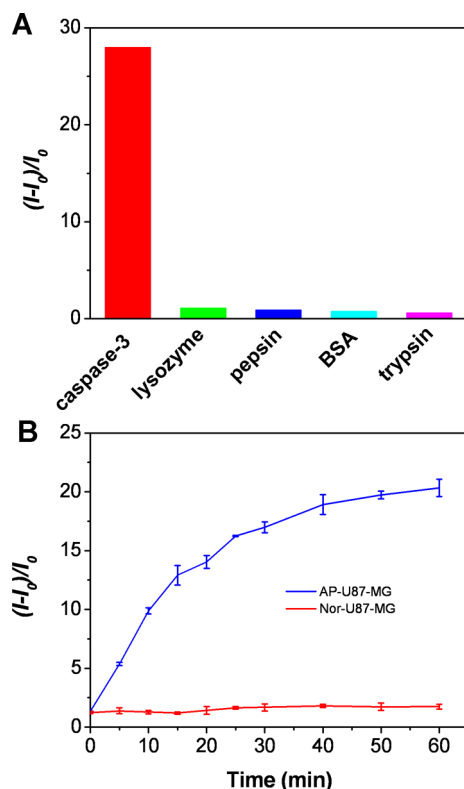 A
(I-I₀)/I₀
30
20
10
0
caspase-3
lysozyme
pepsin
BSA
trypsin
B
(I-I₀)/I₀
25
20
15
10
5
0
AP-U87-MG
Nor-U87-MG
0 10 20 30 40 50 60
Time (min)